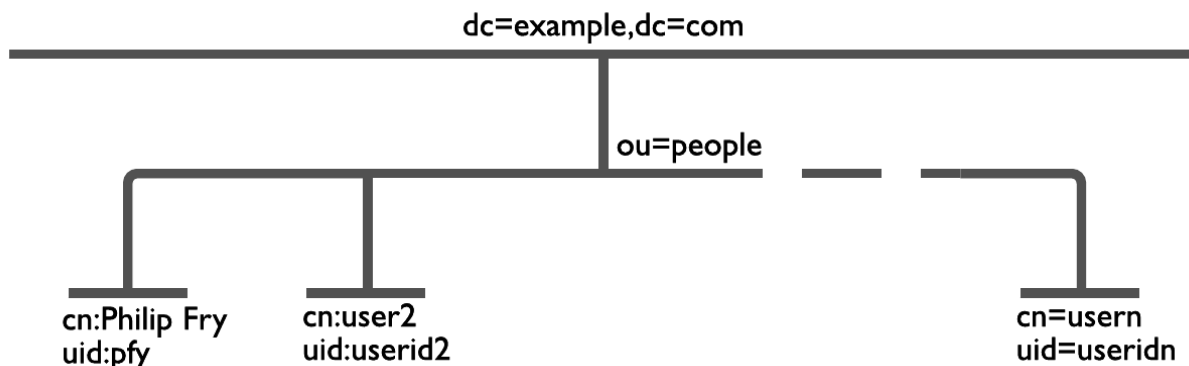 dc=example,dc=com
ou=people
cn:Philip Fry
uid:pfy
cn:user2
uid:userid2
cn=usern
uid=useridn